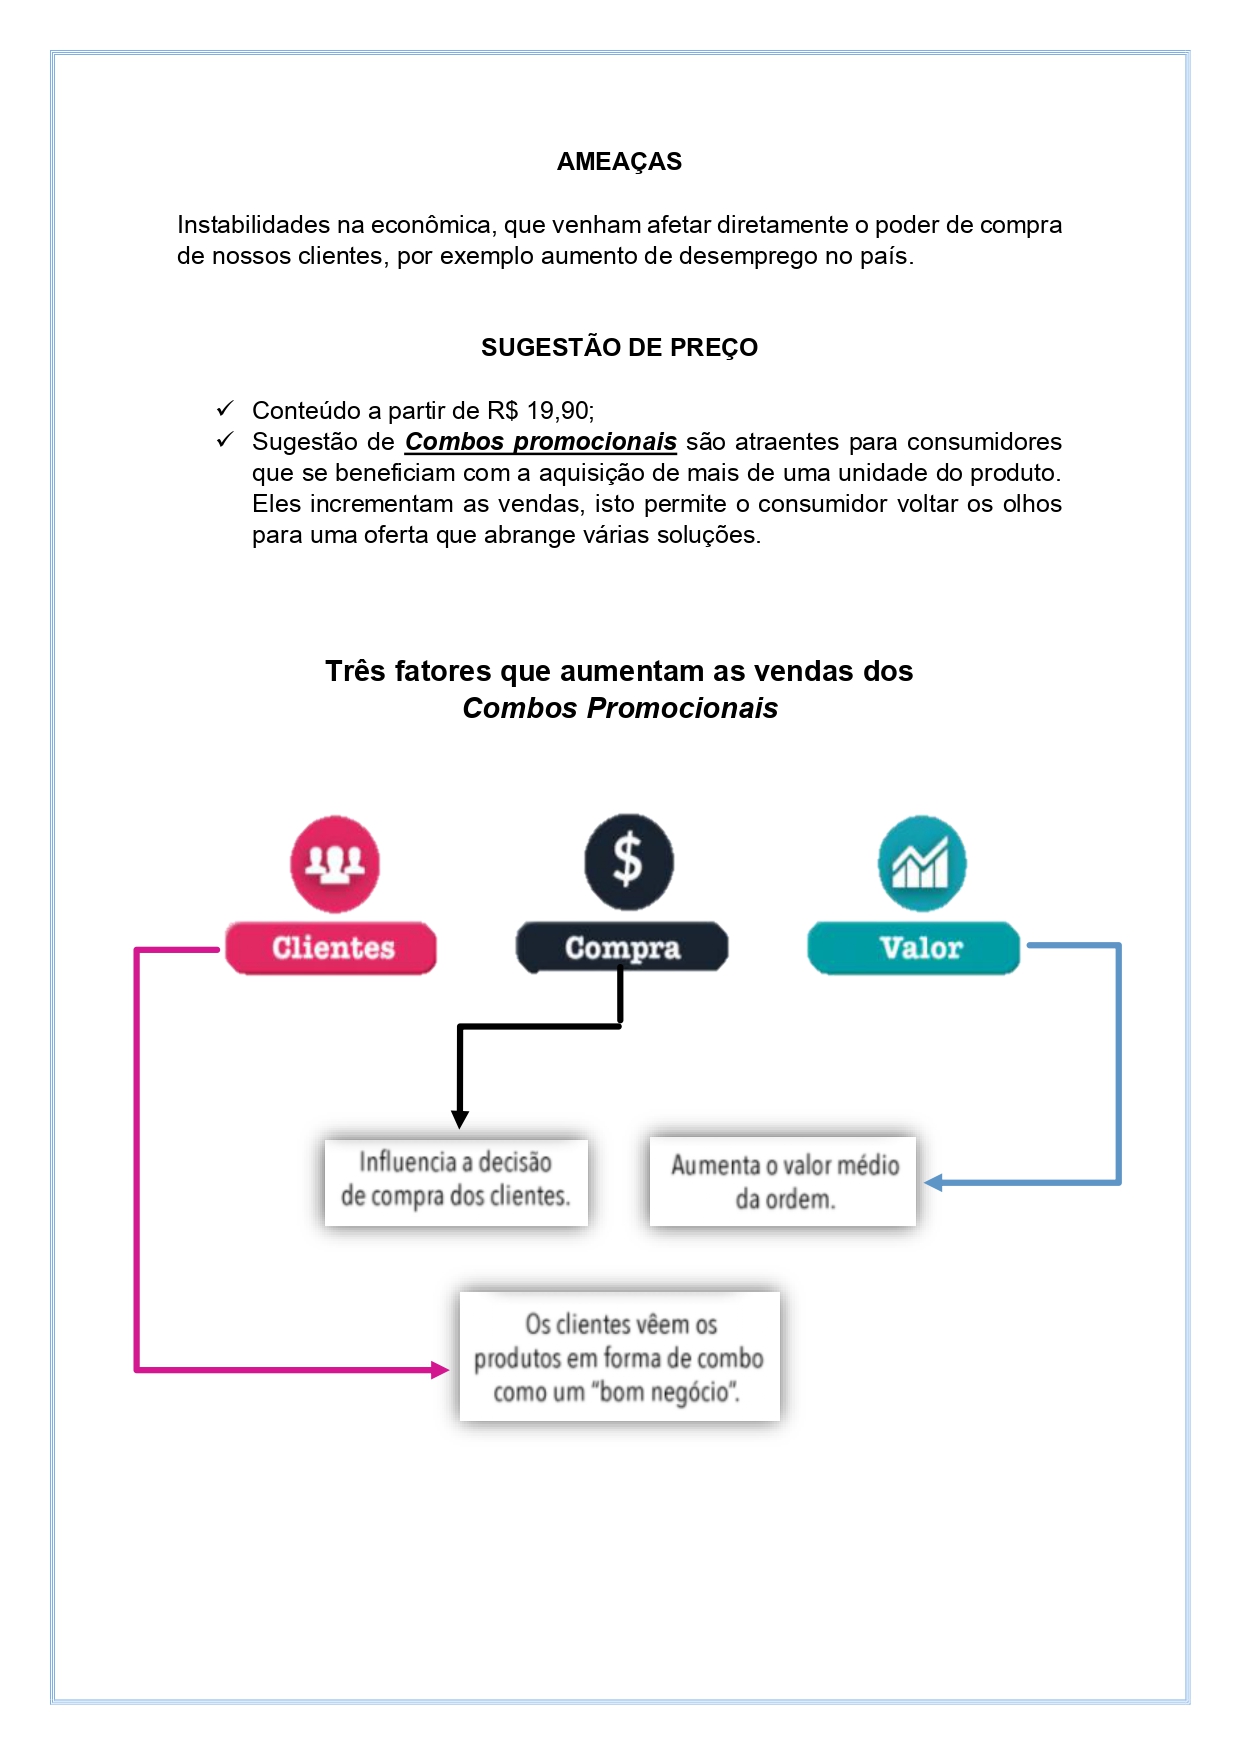 AMEAÇAS
Instabilidades na econômica, que venham afetar diretamente o poder de compra
de nossos clientes, por exemplo aumento de desemprego no país.
SUGESTÃO DE PREÇO
✓ Conteúdo a partir de R$ 19,90;
✓ Sugestão de Combos promocionais são atraentes para consumidores
que se beneficiam com a aquisição de mais de uma unidade do produto.
Eles incrementam as vendas, isto permite o consumidor voltar os olhos
para uma oferta que abrange várias soluções.
Três fatores que aumentam as vendas dos
Combos Promocionais
$
Clientes
Compra
Valor
Influencia a decisão
de compra dos clientes.
Aumenta o valor médio
da ordem.
Os clientes vêem os
produtos em forma de combo
como um “bom negócio”.